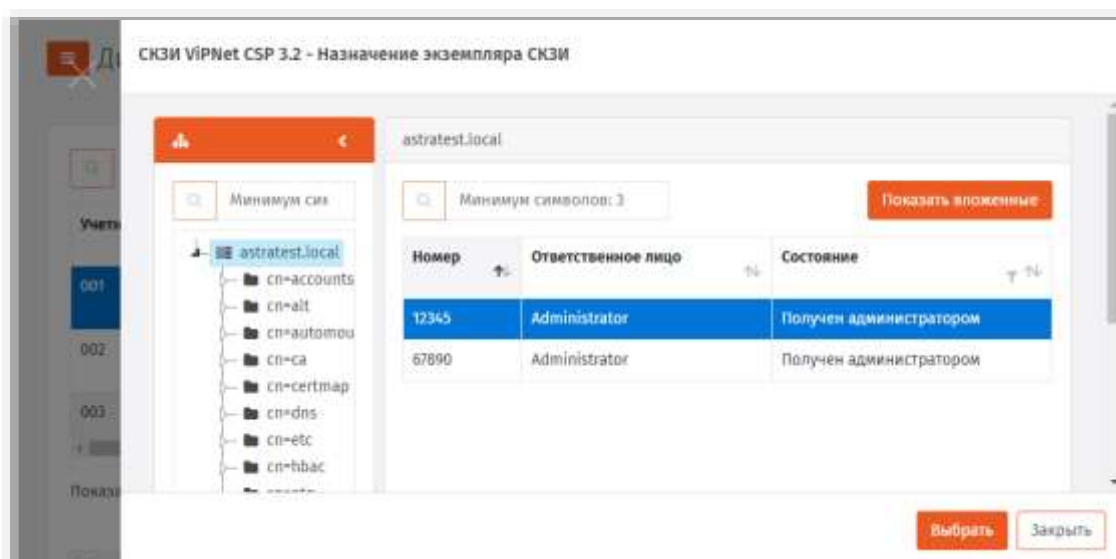 СКЗИ ViPNet CSP 3.2 - Назначение экземпляра СКЗИ
astratest.local
Минимум сим
Минимум символов: 3
Показать вложенные
astratest.local
cn=accounts
cn=alt
cn=automou
cn=ca
cn=certmap
cn=dns
cn=etc
cn=hbac
Номер Ответственное лицо Состояние
12345 Administrator Получен администратором
67890 Administrator Получен администратором
001
002
003
Выбрать Закрыть